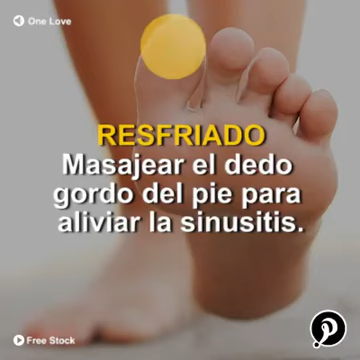 One Love
RESFRIADO
Masajear el dedo
gordo del pie para
aliviar la sinusitis.
Free Stock